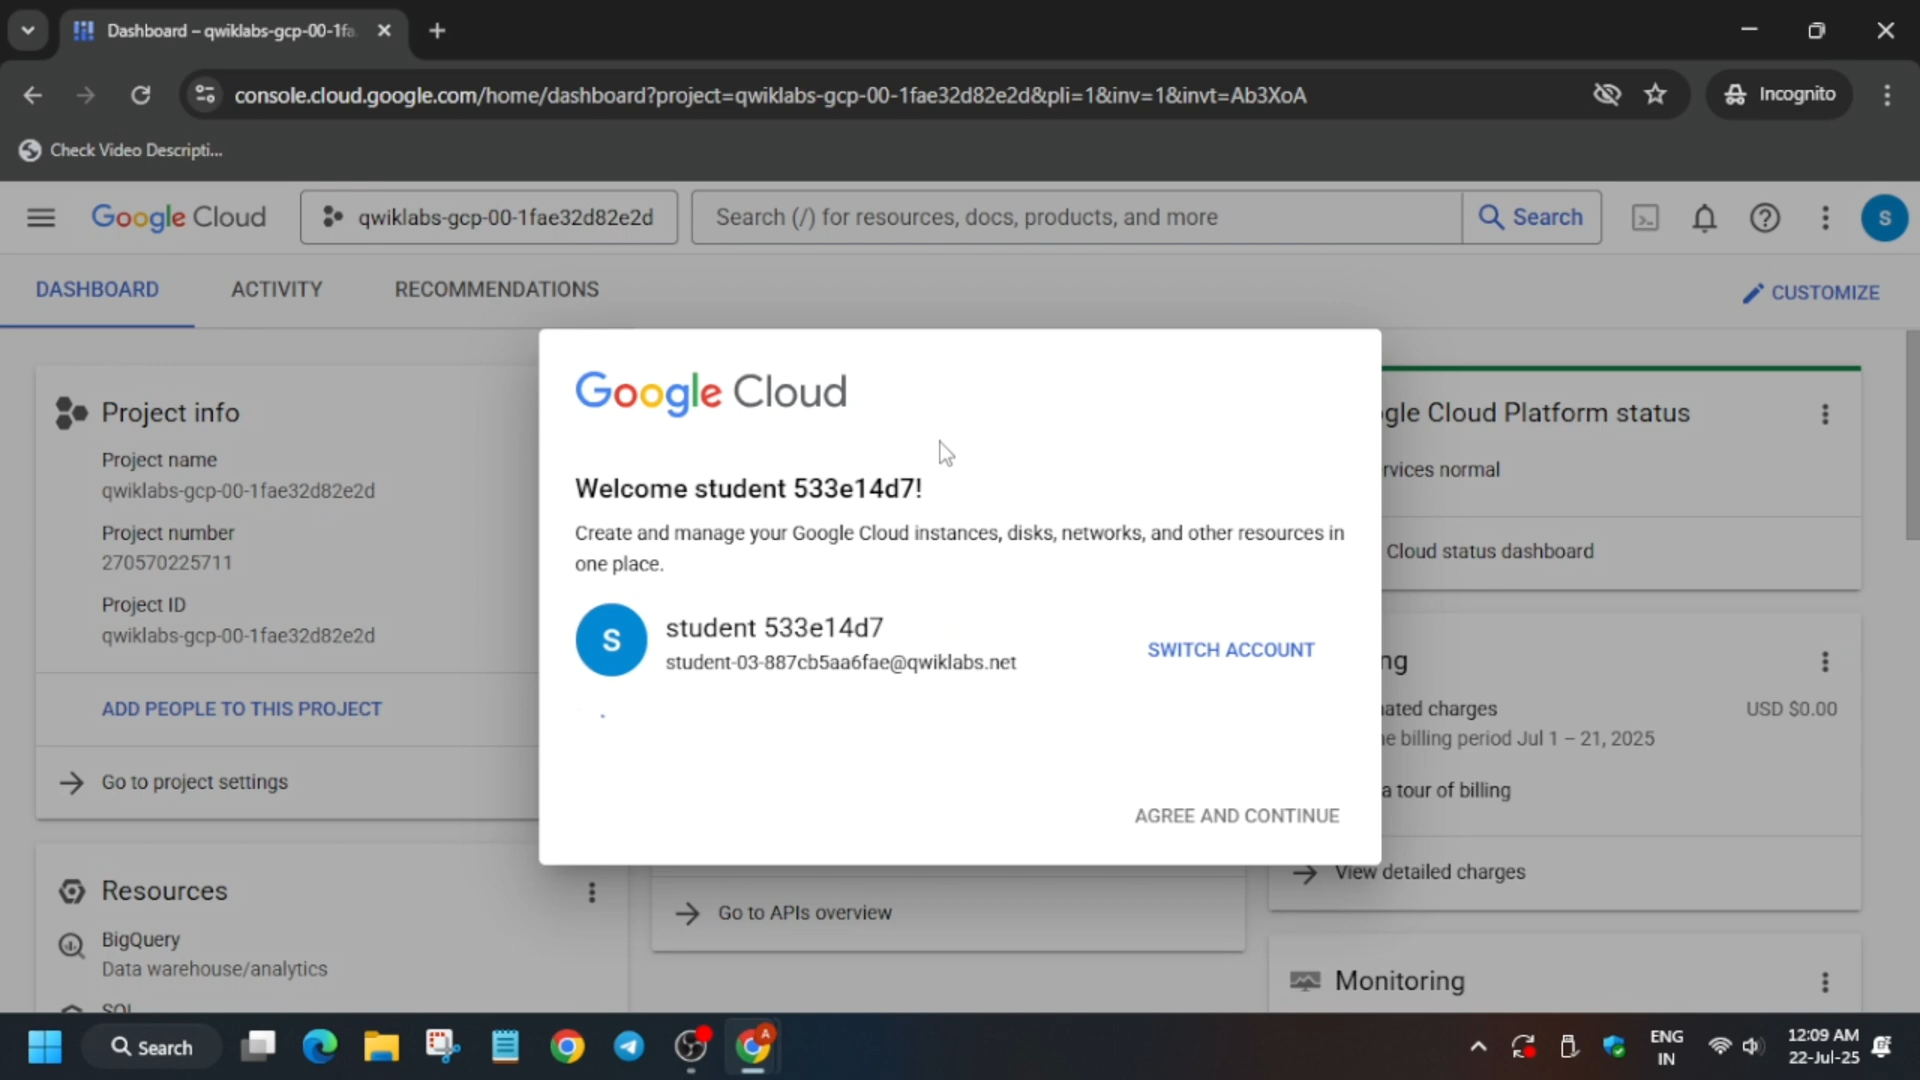 Dashboard – qwiklabs-gcp-00-1fa
console.cloud.google.com/home/dashboard?project=qwiklabs-gcp-00-1fae32d82e2d&pli=1&inv=1&invt=Ab3XoA
Incognito
Check Video Descripti...
Google Cloud
qwiklabs-gcp-00-1fae32d82e2d
Search (/) for resources, docs, products, and more
Search
S
DASHBOARD
ACTIVITY
RECOMMENDATIONS
CUSTOMIZE
Project info
Project name
qwiklabs-gcp-00-1fae32d82e2d
Project number
270570225711
Project ID
qwiklabs-gcp-00-1fae32d82e2d
ADD PEOPLE TO THIS PROJECT
Go to project settings
Resources
BigQuery
Data warehouse/analytics
SQL
Google Cloud
Welcome student 533e14d7!
Create and manage your Google Cloud instances, disks, networks, and other resources in
one place.
S
student 533e14d7
student-03-887cb5aa6fae@qwiklabs.net
SWITCH ACCOUNT
AGREE AND CONTINUE
Go to APIs overview
gle Cloud Platform status
rvices normal
Cloud status dashboard
ng
ated charges
USD $0.00
e billing period Jul 1 – 21, 2025
a tour of billing
View detailed charges
Monitoring
Search
A
ENG
IN
12:09 AM
22-Jul-25